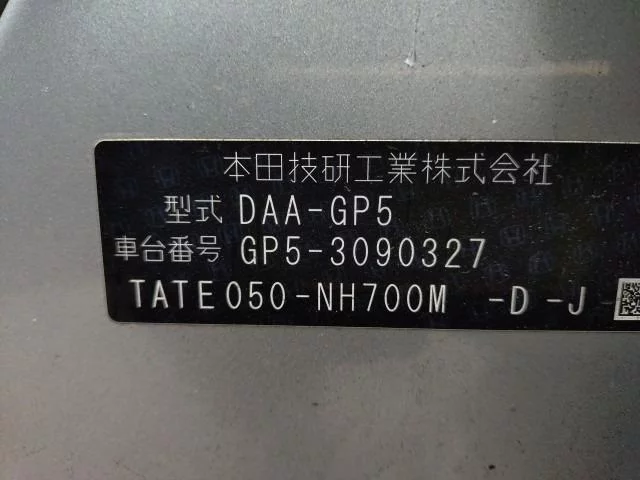 本田技研工業株式会社
型式 DAA-GP5
車台番号 GP5-3090327
TATE050-NH700M -D -J -